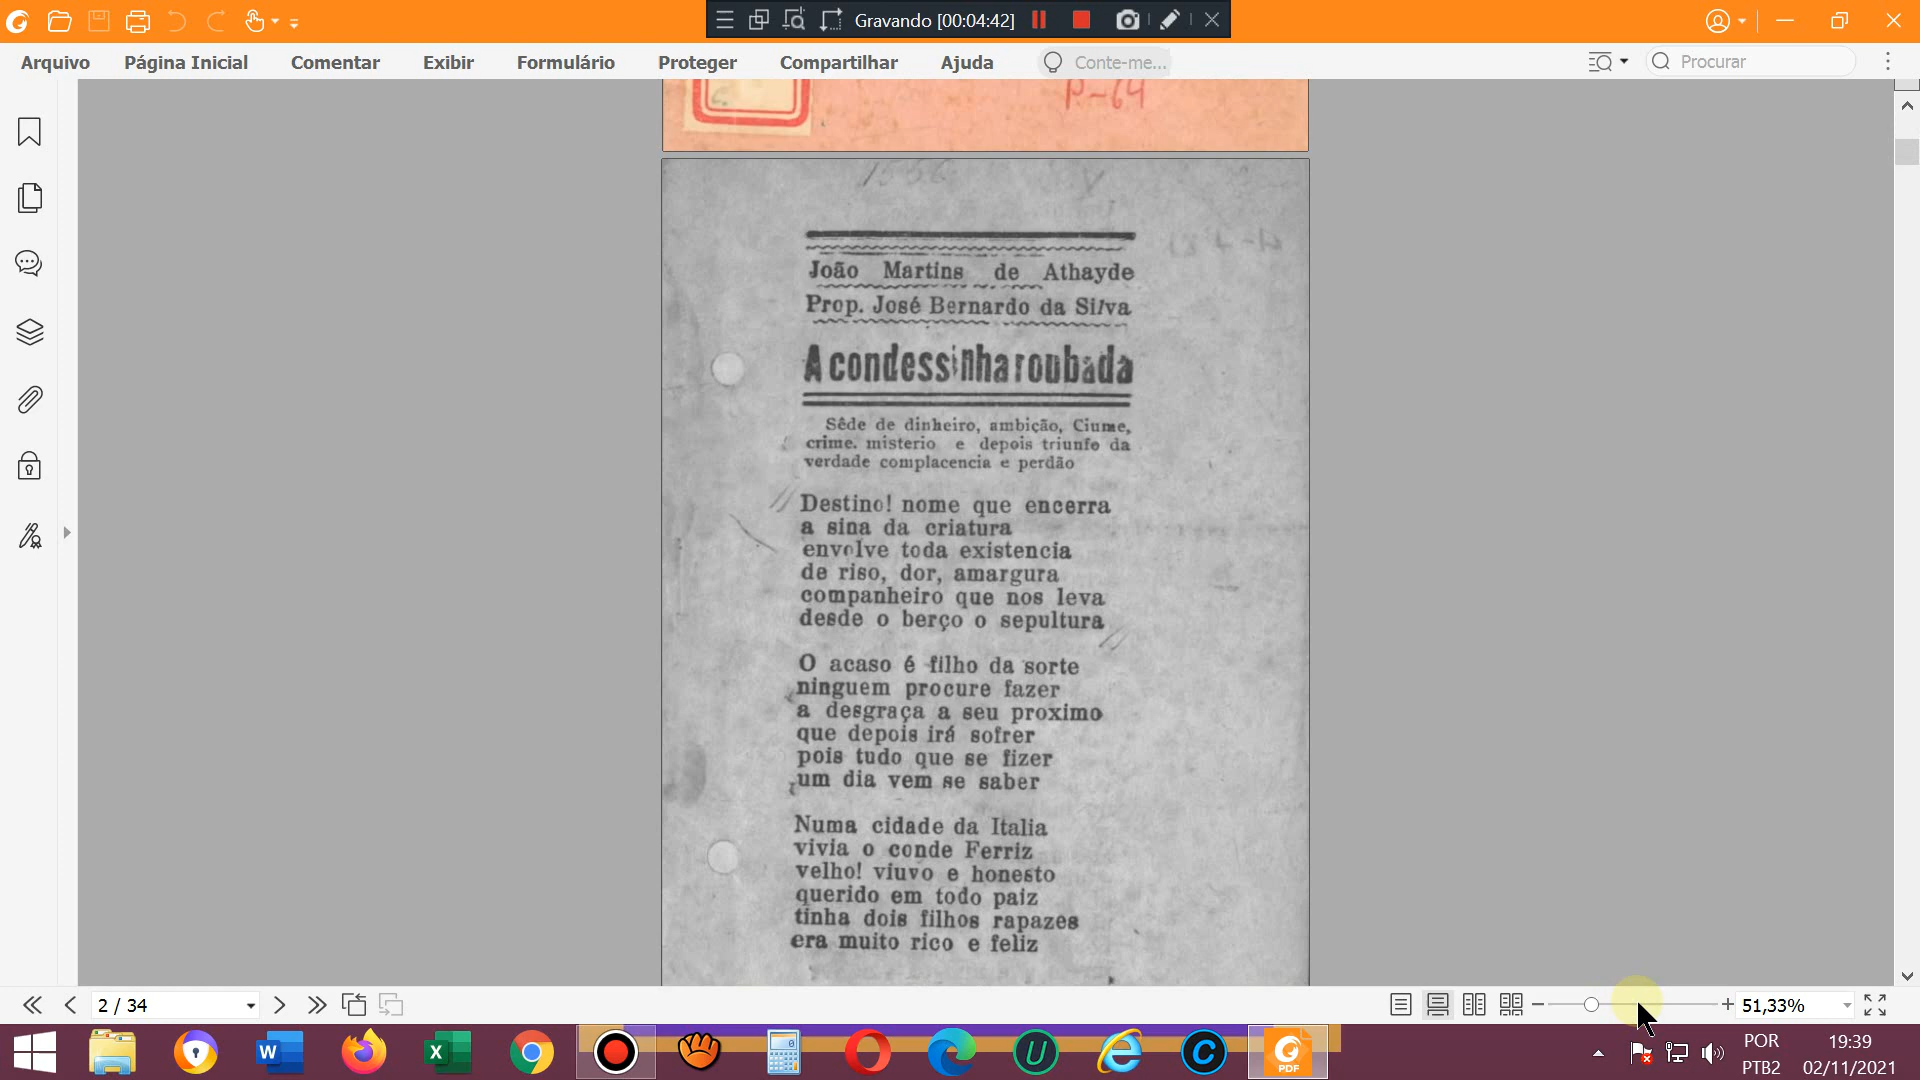 Gravando [00:04:42]
Arquivo Página Inicial Comentar Exibir Formulário Proteger Compartilhar Ajuda Conte-me... Procurar
P-64
1556
João Martins de Athayde
Prop. José Bernardo da Silva
A condessinha roubada
Sêde de dinheiro, ambição, Ciume,
crime. misterio e depois triunfo da
verdade complacencia e perdão
Destino! nome que encerra
a sina da criatura
envolve toda existencia
de riso, dor, amargura
companheiro que nos leva
desde o berço o sepultura
O acaso é filho da sorte
ninguem procure fazer
a desgraça a seu proximo
que depois irá sofrer
pois tudo que se fizer
um dia vem se saber
Numa cidade da Italia
vivia o conde Ferriz
velho! viuvo e honesto
querido em todo paiz
tinha dois filhos rapazes
era muito rico e feliz
2 / 34
51,33%
POR 19:39
PTB2 02/11/2021